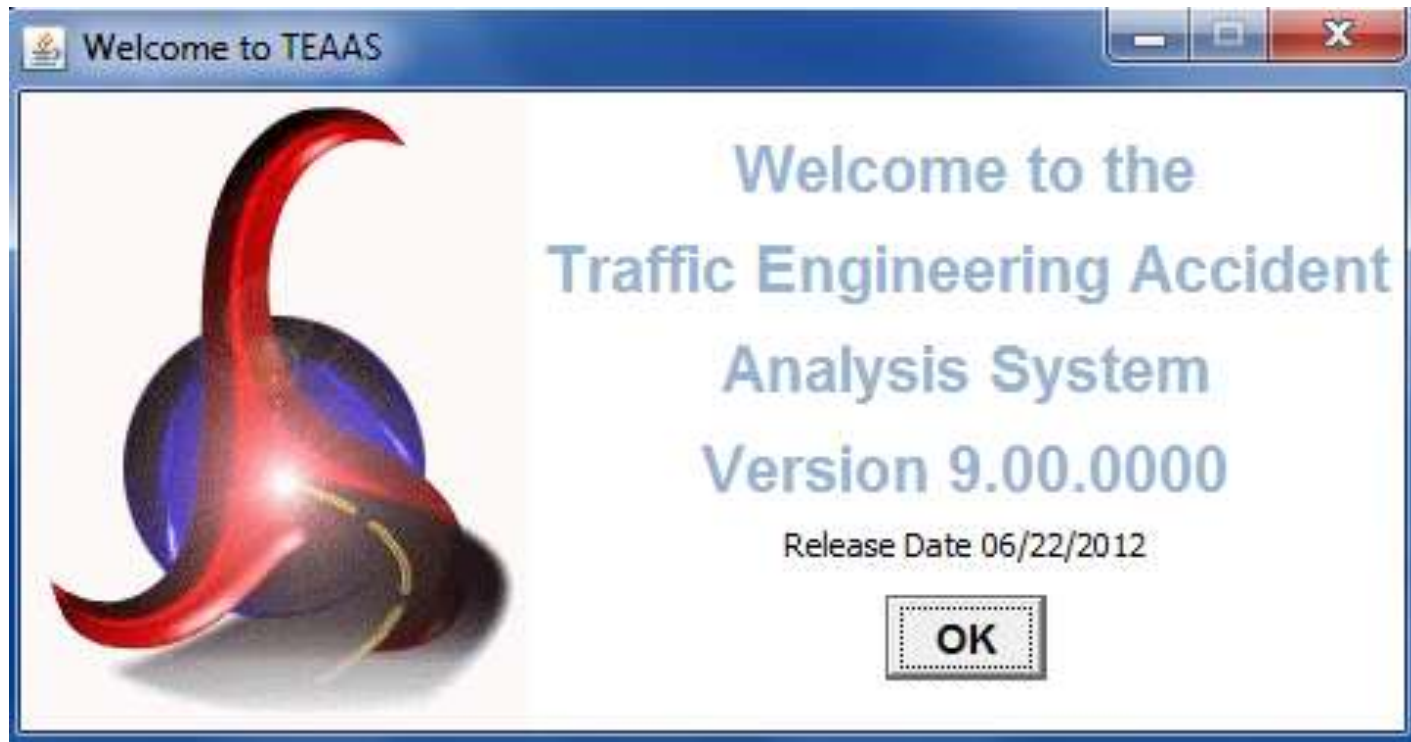 Welcome to TEAAS
Welcome to the
Traffic Engineering Accident
Analysis System
Version 9.00.0000
Release Date 06/22/2012
OK